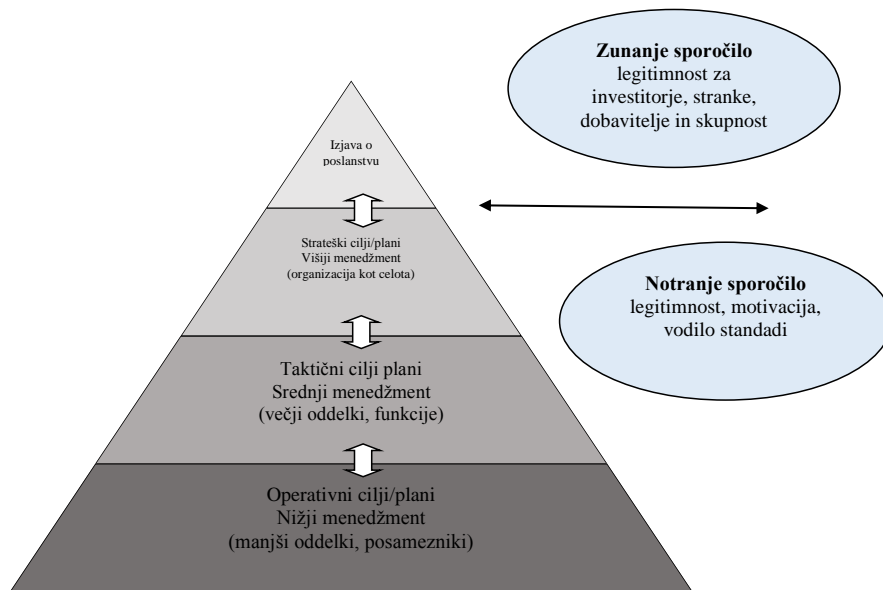 Zunanje sporočilo
legitimnost za
investitorje, stranke,
dobavitelje in skupnost
Izjava o
poslanstvu
Strateški cilji/plani
Višiji menedžment
(organizacija kot celota)
Notranje sporočilo
legitimnost, motivacija,
vodilo standadi
Taktični cilji plani
Srednji menedžment
(večji oddelki, funkcije)
Operativni cilji/plani
Nižji menedžment
(manjši oddelki, posamezniki)